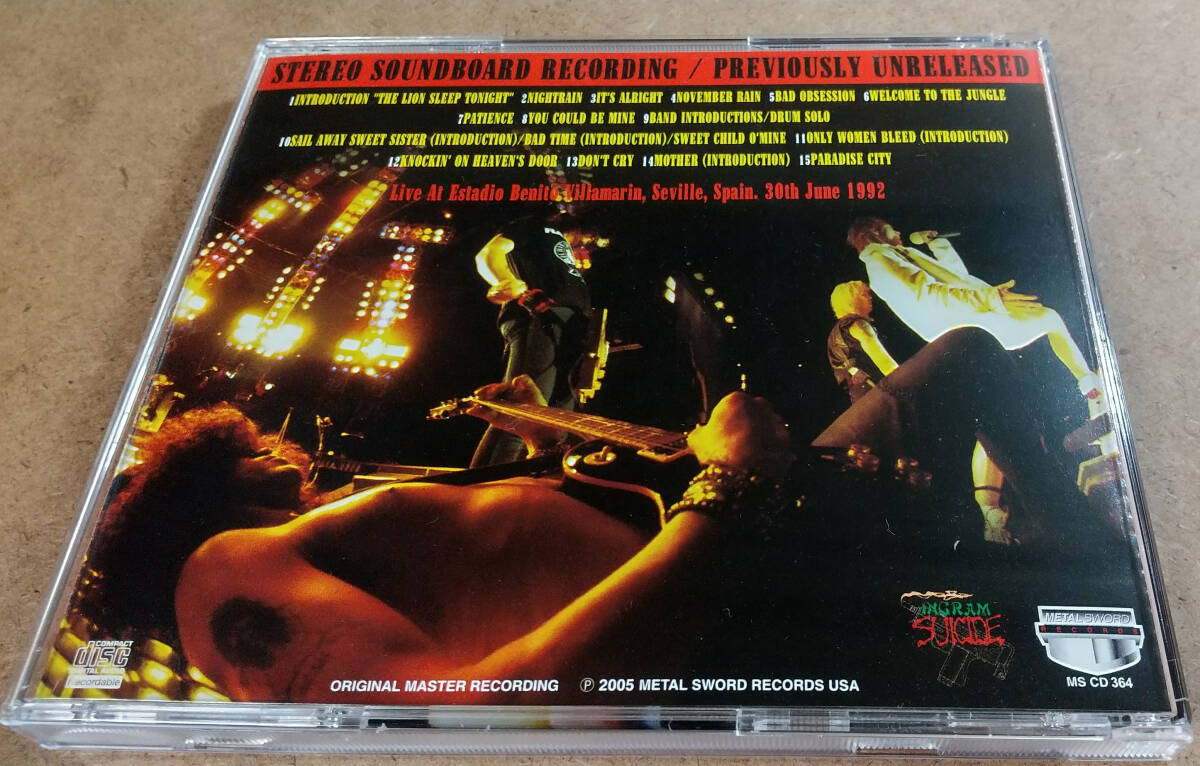 STEREO SOUNDBOARD RECORDING / PREVIOUSLY UNRELEASED
1INTRODUCTION "THE LION SLEEP TONIGHT" 2NIGHTRAIN 3IT'S ALRIGHT 4NOVEMBER RAIN 5BAD OBSESSION 6WELCOME TO THE JUNGLE
7PATIENCE 8YOU COULD BE MINE 9BAND INTRODUCTIONS/DRUM SOLO
10SAIL AWAY SWEET SISTER (INTRODUCTION)/BAD TIME (INTRODUCTION)/SWEET CHILD O'MINE 11ONLY WOMEN BLEED (INTRODUCTION)
12KNOCKIN' ON HEAVEN'S DOOR 13DON'T CRY 14MOTHER (INTRODUCTION) 15PARADISE CITY
Live At Estadio Benito Villamarin, Seville, Spain. 30th June 1992
INGRAM
SUICIDE
METAL SWORD
RECORDS
MS CD 364
COMPACT
disc
DIGITAL AUDIO
Recordable
ORIGINAL MASTER RECORDING ℗ 2005 METAL SWORD RECORDS USA